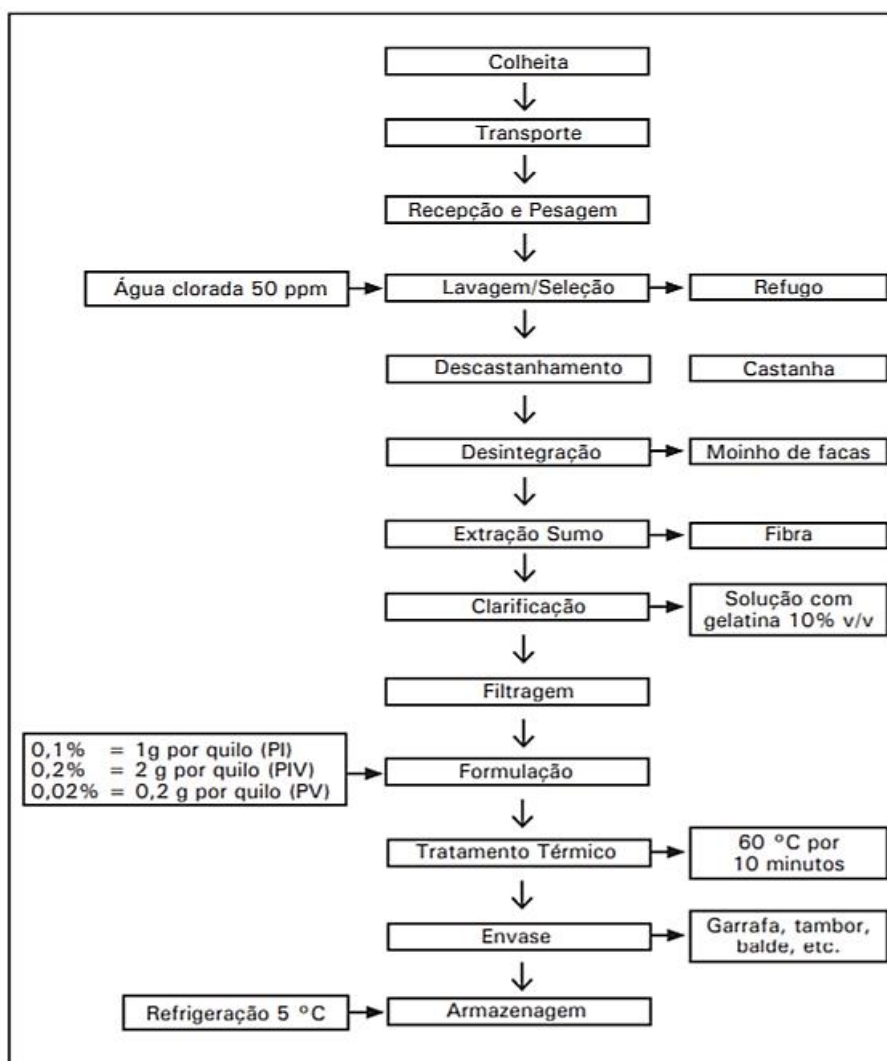 Colheita
Transporte
Recepção e Pesagem
Água clorada 50 ppm
Lavagem/Seleção
Refugo
Descastanhamento
Castanha
Desintegração
Moinho de facas
Extração Sumo
Fibra
Clarificação
Solução com
gelatina 10% v/v
Filtragem
0,1% = 1g por quilo (PI)
0,2% = 2 g por quilo (PIV)
0,02% = 0,2 g por quilo (PV)
Formulação
Tratamento Térmico
60 ºC por
10 minutos
Envase
Garrafa, tambor,
balde, etc.
Refrigeração 5 ºC
Armazenagem